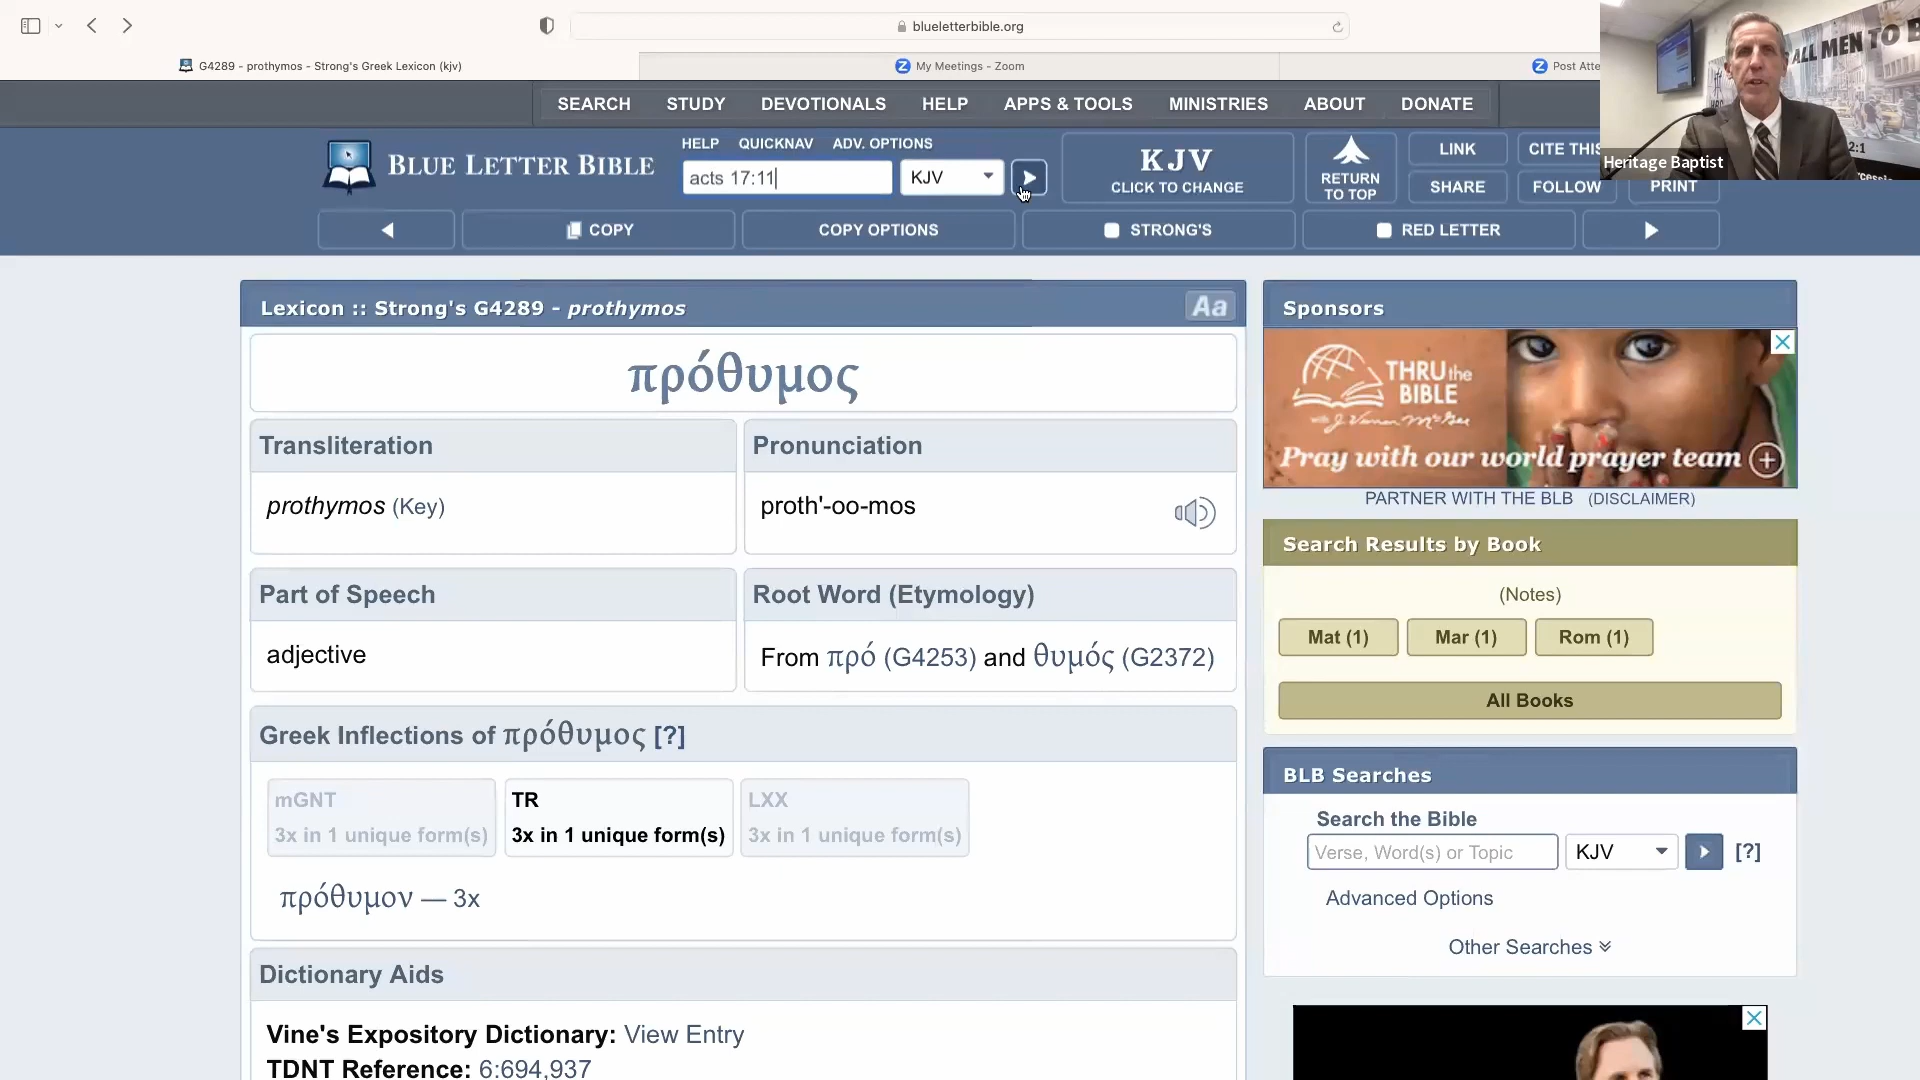 blueletterbible.org
G4289 - prothymos - Strong's Greek Lexicon (kjv)
My Meetings - Zoom
Post Atte
SEARCH STUDY DEVOTIONALS HELP APPS & TOOLS MINISTRIES ABOUT DONATE
ALL MEN TO B
2:1
Heritage Baptist
HELP QUICKNAV ADV. OPTIONS
BLUE LETTER BIBLE
acts 17:11
KJV
KJV
CLICK TO CHANGE
RETURN
TO TOP
LINK
CITE THIS
SHARE
FOLLOW
PRINT
COPY
COPY OPTIONS
STRONG'S
RED LETTER
Lexicon :: Strong's G4289 - prothymos
Aa
πρόθυμος
Transliteration
prothymos (Key)
Pronunciation
proth'-oo-mos
Part of Speech
adjective
Root Word (Etymology)
From πρό (G4253) and θυμός (G2372)
Greek Inflections of πρόθυμος [?]
mGNT
3x in 1 unique form(s)
TR
3x in 1 unique form(s)
LXX
3x in 1 unique form(s)
πρόθυμον — 3x
Dictionary Aids
Vine's Expository Dictionary: View Entry
TDNT Reference: 6:694,937
Sponsors
THRU the
BIBLE
with J. Vernon McGee
Pray with our world prayer team
PARTNER WITH THE BLB (DISCLAIMER)
Search Results by Book
(Notes)
Mat (1) Mar (1) Rom (1)
All Books
BLB Searches
Search the Bible
Verse, Word(s) or Topic KJV [?]
Advanced Options
Other Searches